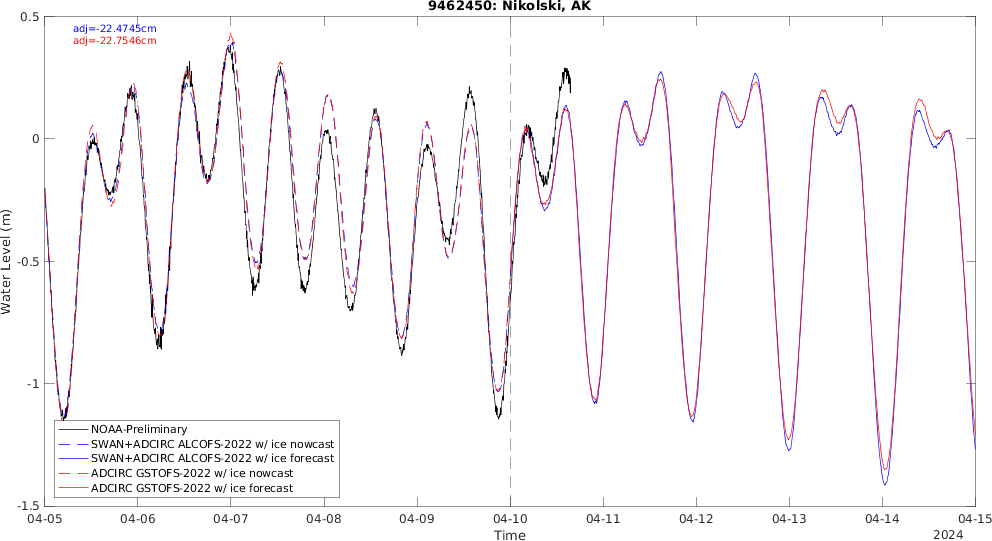 9462450: Nikolski, AK
adj=-22.4745cm
adj=-22.7546cm
0.5
0
-0.5
-1
-1.5
Water Level (m)
NOAA-Preliminary
SWAN+ADCIRC ALCOFS-2022 w/ ice nowcast
SWAN+ADCIRC ALCOFS-2022 w/ ice forecast
ADCIRC GSTOFS-2022 w/ ice nowcast
ADCIRC GSTOFS-2022 w/ ice forecast
04-05 04-06 04-07 04-08 04-09 04-10 04-11 04-12 04-13 04-14 04-15
Time
2024